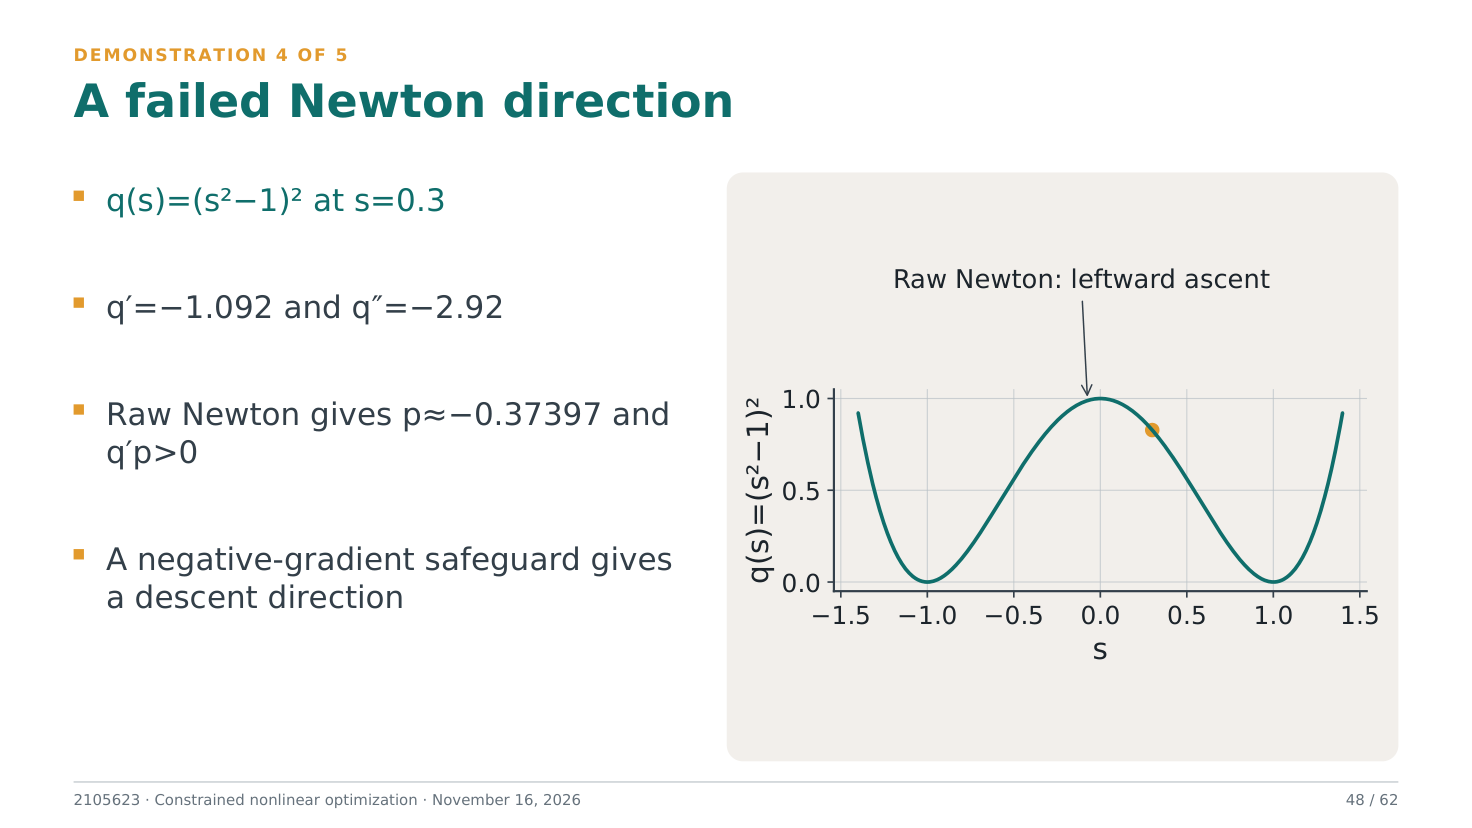 DEMONSTRATION 4 OF 5
A failed Newton direction
q(s)=(s²−1)² at s=0.3
q′=−1.092 and q″=−2.92
Raw Newton gives p≈−0.37397 and
q′p>0
A negative-gradient safeguard gives
a descent direction
Raw Newton: leftward ascent
q(s)=(s²−1)²
1.0
0.5
0.0
−1.5 −1.0 −0.5 0.0 0.5 1.0 1.5
s
2105623 · Constrained nonlinear optimization · November 16, 2026
48 / 62